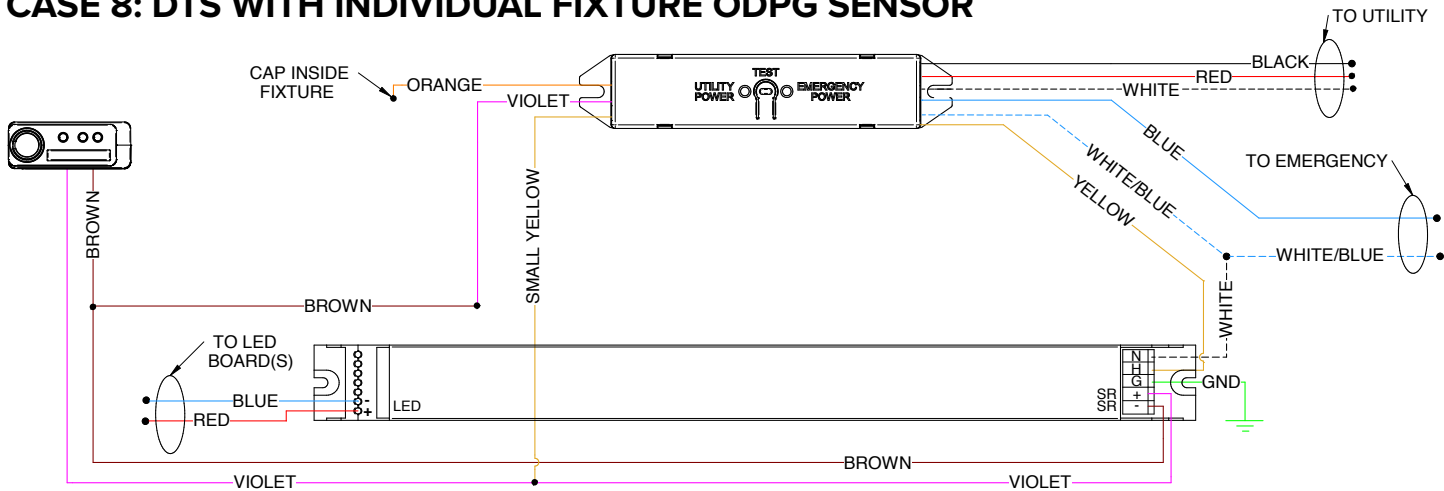 CASE 8: DTS WITH INDIVIDUAL FIXTURE ODPG SENSOR
TO UTILITY
CAP INSIDE
FIXTURE
ORANGE
VIOLET
TEST
UTILITY
POWER
EMERGENCY
POWER
BLACK
RED
WHITE
BLUE
WHITE/BLUE
YELLOW
TO EMERGENCY
WHITE/BLUE
WHITE
BROWN
SMALL YELLOW
BROWN
TO LED
BOARD(S)
BLUE
RED
-
+
LED
N
H
G
SR +
SR -
GND
BROWN
VIOLET
VIOLET